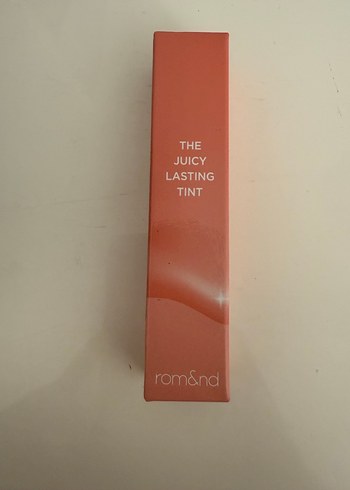 THE
JUICY
LASTING
TINT
rom&nd